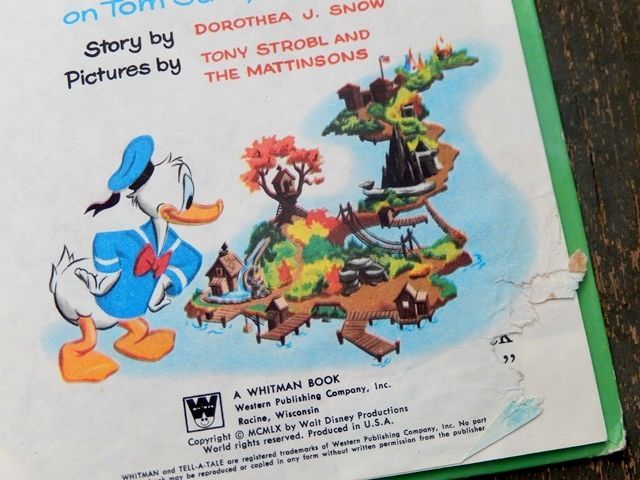 on Tom
Story by DOROTHEA J. SNOW
Pictures by TONY STROBL AND
THE MATTINSONS
CK
”
W
WHITMAN
A WHITMAN BOOK
Western Publishing Company, Inc.
Racine, Wisconsin
Copyright © MCMLX by Walt Disney Productions
World rights reserved. Produced in U.S.A.
WHITMAN and TELL-A-TALE are registered trademarks of Western Publishing Company, Inc. No part
may be reproduced or copied in any form without written permission from the publisher